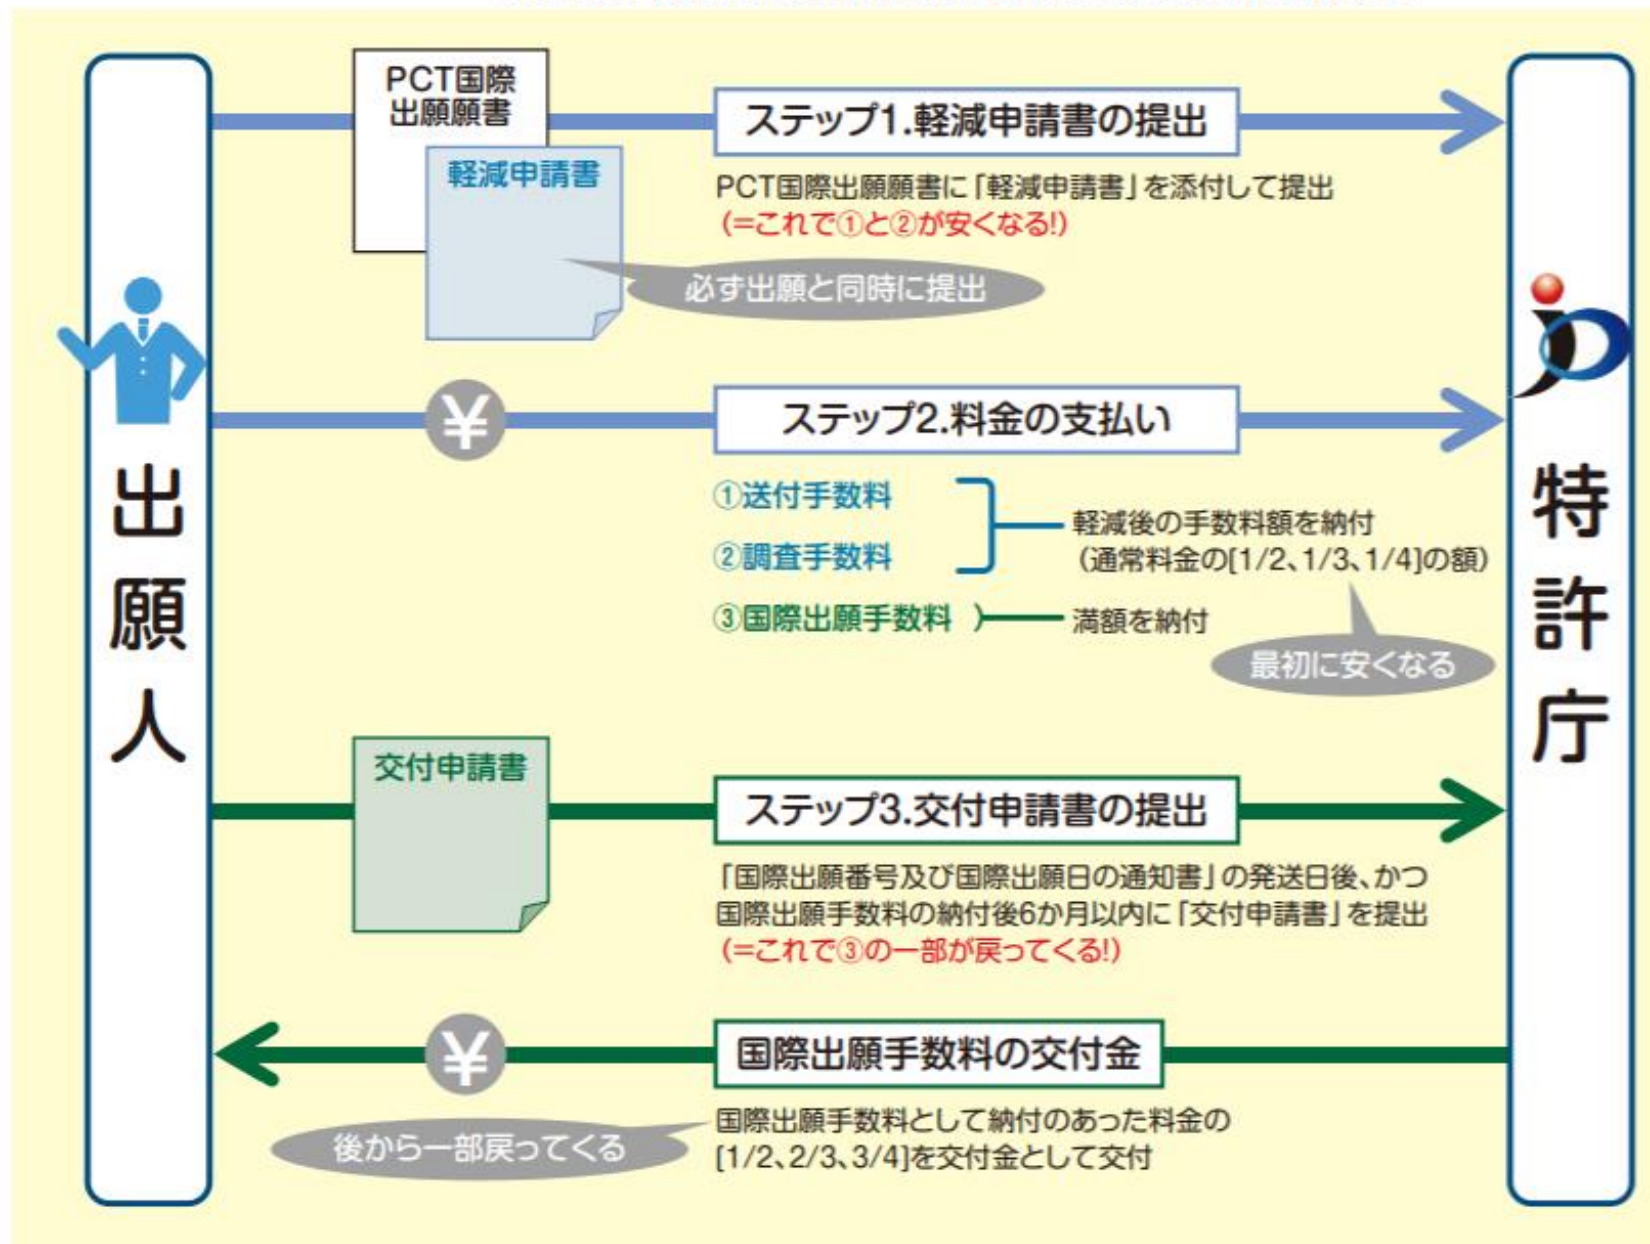 PCT国際
出願願書
軽減申請書
ステップ1.軽減申請書の提出
PCT国際出願願書に「軽減申請書」を添付して提出
(=これで①と②が安くなる!)
必ず出願と同時に提出
出願人
特許庁
¥
ステップ2.料金の支払い
①送付手数料
②調査手数料
軽減後の手数料額を納付
(通常料金の[1/2、1/3、1/4]の額)
③国際出願手数料
満額を納付
最初に安くなる
交付申請書
ステップ3.交付申請書の提出
「国際出願番号及び国際出願日の通知書」の発送日後、かつ
国際出願手数料の納付後6か月以内に「交付申請書」を提出
(=これで③の一部が戻ってくる!)
¥
国際出願手数料の交付金
国際出願手数料として納付のあった料金の
[1/2、2/3、3/4]を交付金として交付
後から一部戻ってくる